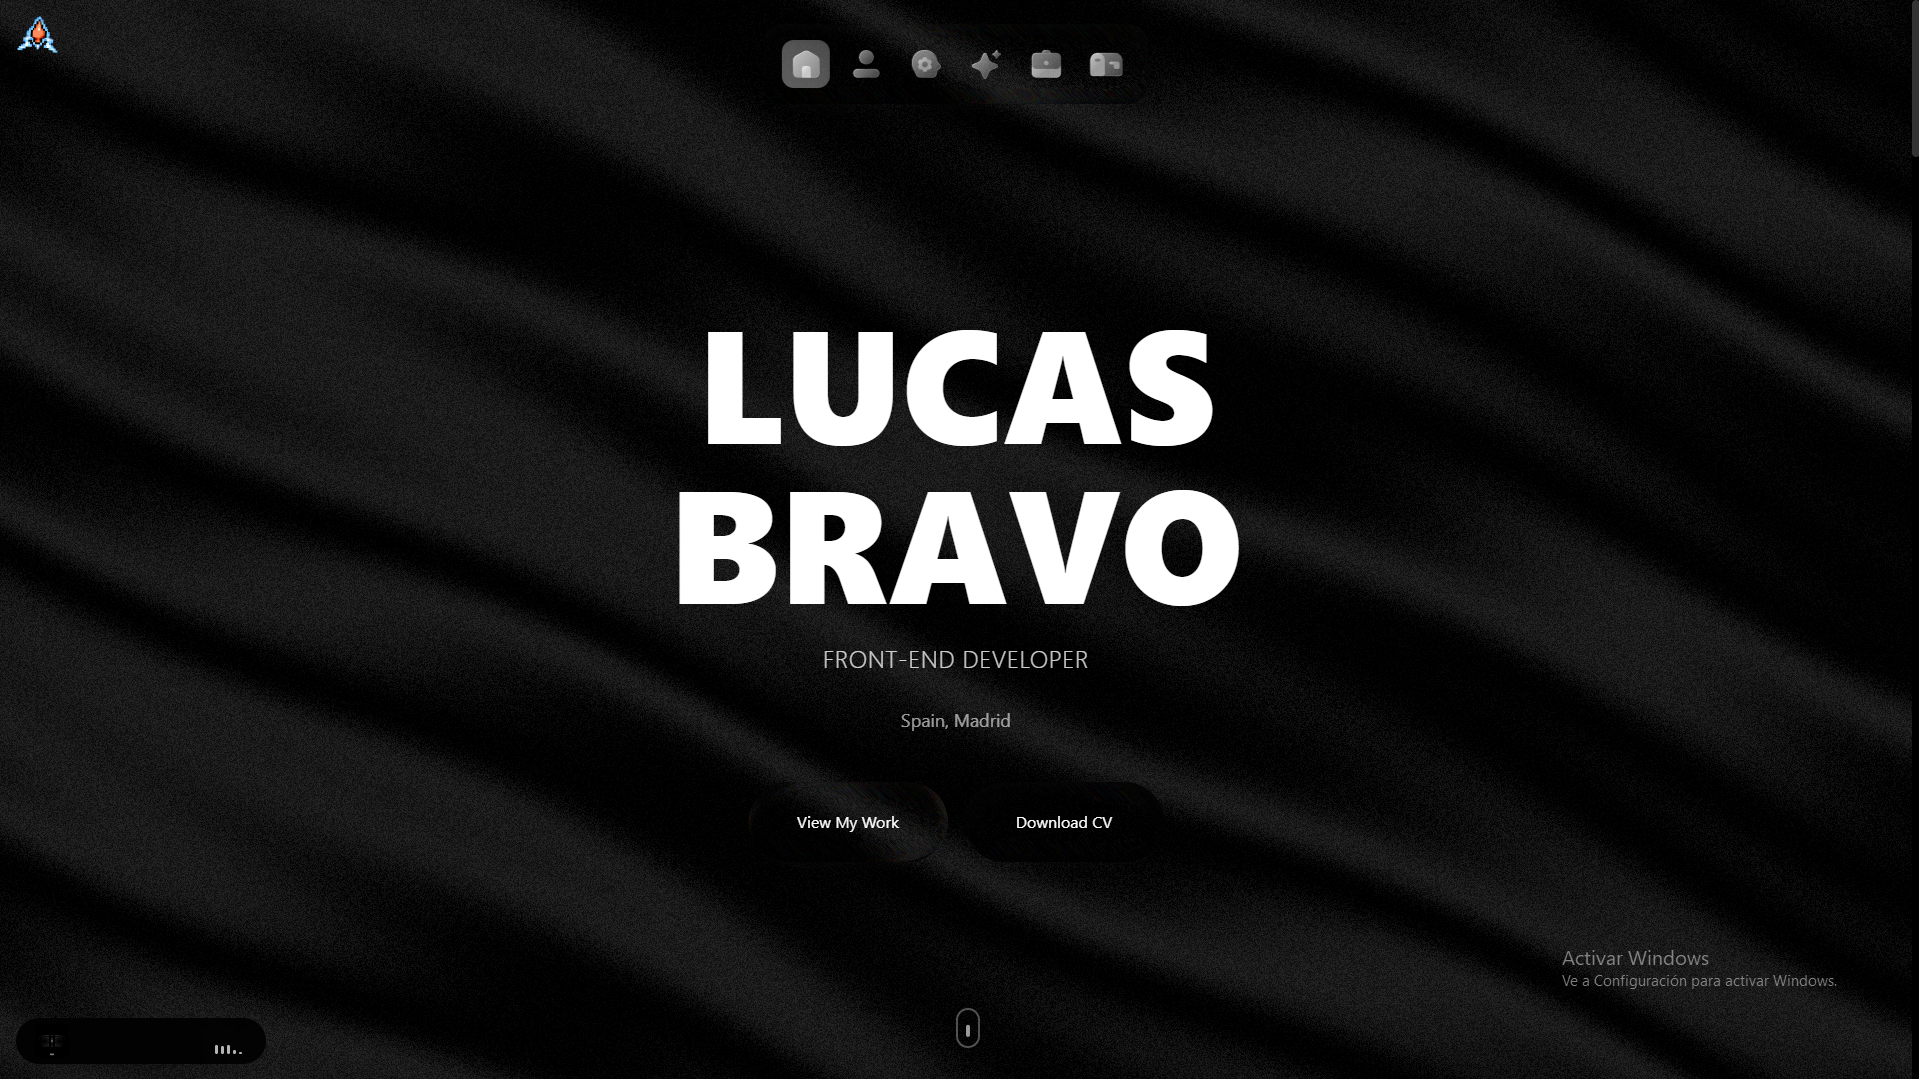 LUCAS
BRAVO
FRONT-END DEVELOPER
Spain, Madrid
View My Work
Download CV
Activar Windows
Ve a Configuración para activar Windows.